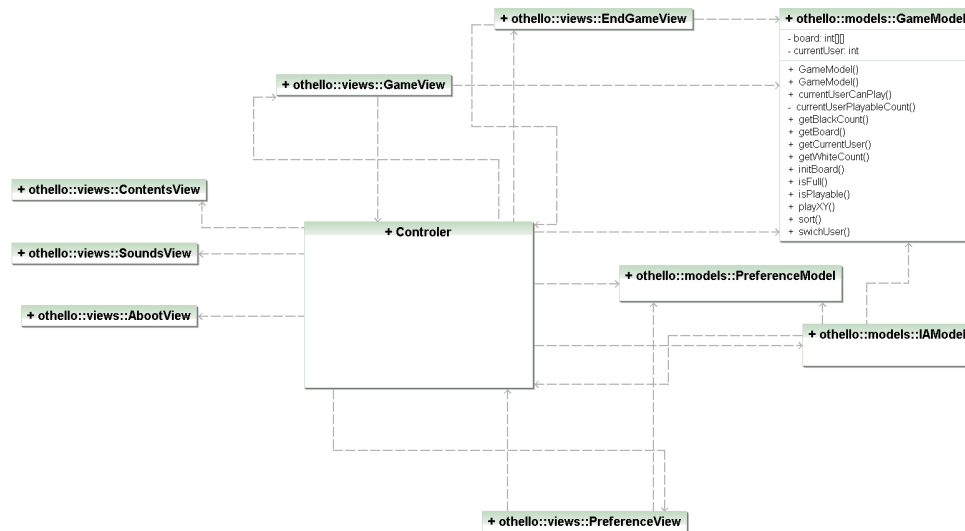 + othello::views::EndGameView
+ othello::models::GameModel
- board: int[][]
- currentUser: int
+ GameModel()
+ GameModel()
+ currentUserCanPlay()
- currentUserPlayableCount()
+ getBlackCount()
+ getBoard()
+ getCurrentUser()
+ getWhiteCount()
+ initBoard()
+ isFull()
+ isPlayable()
+ playXY()
+ sort()
+ swichUser()
+ othello::views::GameView
+ othello::views::ContentsView
+ Controler
+ othello::views::SoundsView
+ othello::models::PreferenceModel
+ othello::views::AbootView
+ othello::models::IAModel
+ othello::views::PreferenceView